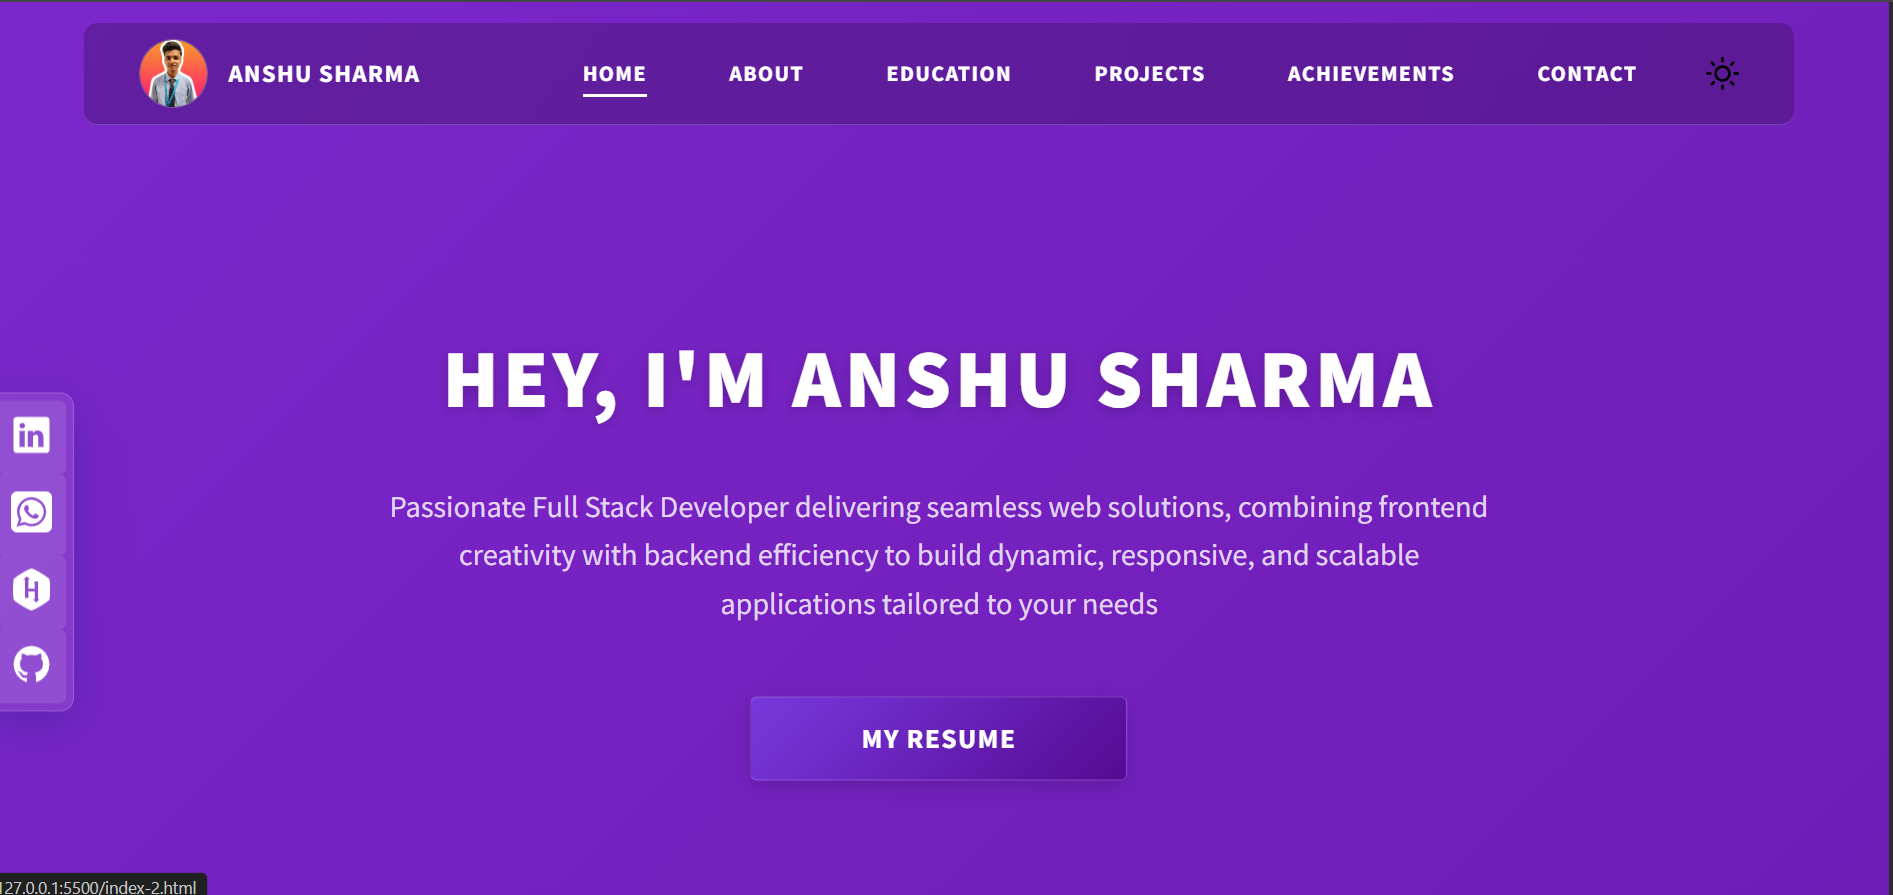 ANSHU SHARMA HOME ABOUT EDUCATION PROJECTS ACHIEVEMENTS CONTACT
HEY, I'M ANSHU SHARMA
in
Passionate Full Stack Developer delivering seamless web solutions, combining frontend
creativity with backend efficiency to build dynamic, responsive, and scalable
H
applications tailored to your needs
MY RESUME
127.0.0.1:5500/index-2.html